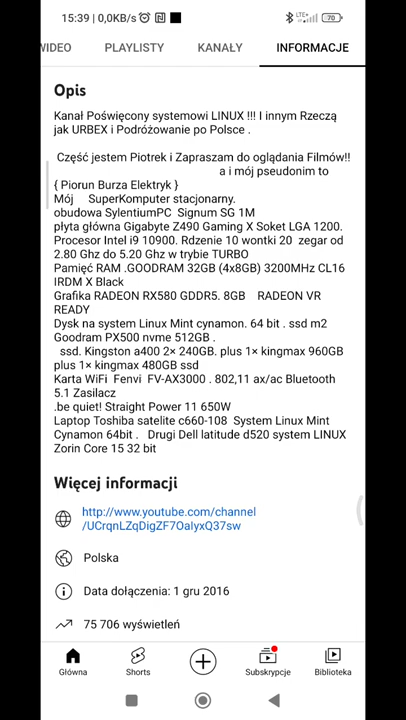 15:39 | 0,0KB/s
LTE+
70
WIDEO PLAYLISTY KANAŁY INFORMACJE
Opis
Kanał Poświęcony systemowi LINUX !!! I innym Rzeczą
jak URBEX i Podróżowanie po Polsce .
Część jestem Piotrek i Zapraszam do oglądania Filmów!!
a i mój pseudonim to
{ Piorun Burza Elektryk }
Mój SuperKomputer stacjonarny.
obudowa SylentiumPC Signum SG 1M
płyta główna Gigabyte Z490 Gaming X Soket LGA 1200.
Procesor Intel i9 10900. Rdzenie 10 wontki 20 zegar od
2.80 Ghz do 5.20 Ghz w trybie TURBO
Pamięć RAM .GOODRAM 32GB (4x8GB) 3200MHz CL16
IRDM X Black
Grafika RADEON RX580 GDDR5. 8GB RADEON VR
READY
Dysk na system Linux Mint cynamon. 64 bit . ssd m2
Goodram PX500 nvme 512GB .
ssd. Kingston a400 2× 240GB. plus 1× kingmax 960GB
plus 1× kingmax 480GB ssd
Karta WiFi Fenvi FV-AX3000 . 802,11 ax/ac Bluetooth
5.1 Zasilacz
.be quiet! Straight Power 11 650W
Laptop Toshiba satelite c660-108 System Linux Mint
Cynamon 64bit . Drugi Dell latitude d520 system LINUX
Zorin Core 15 32 bit
Więcej informacji
http://www.youtube.com/channel
/UCrqnLZqDigZF7OaIyxQ37sw
Polska
Data dołączenia: 1 gru 2016
75 706 wyświetleń
Główna Shorts Subskrypcje Biblioteka